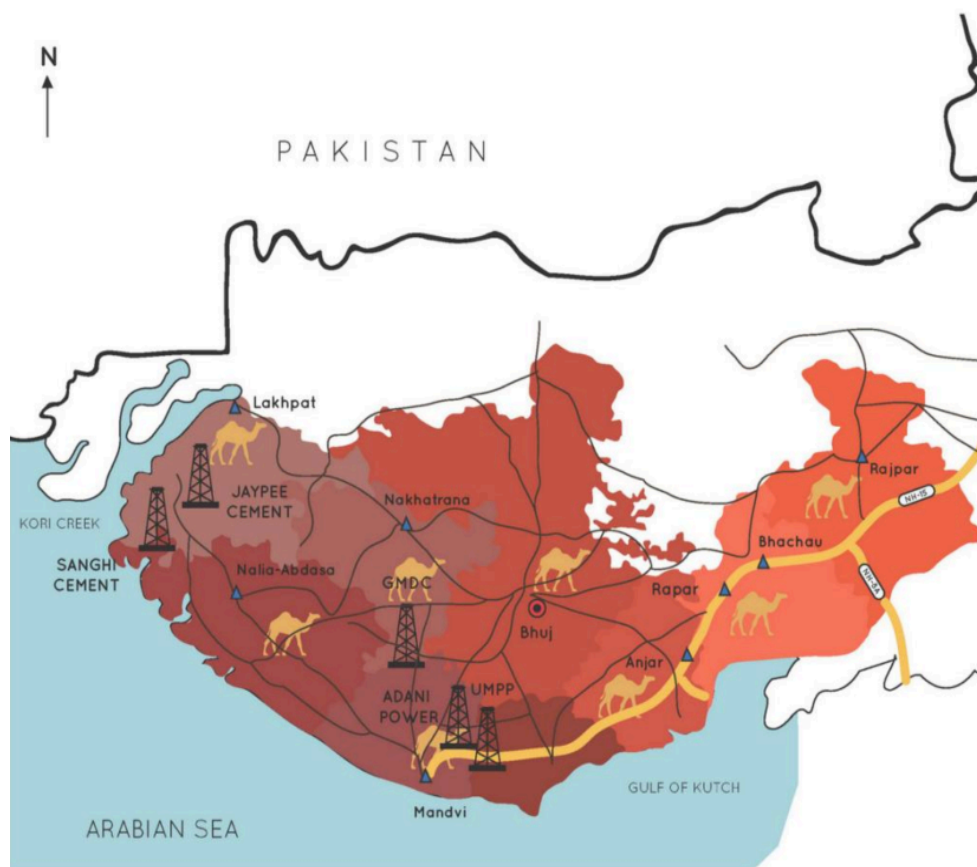 N
PAKISTAN
Lakhpat
JAYPEE
CEMENT
Rajpar
NH-15
KORI CREEK
Nakhatrana
SANGHI
CEMENT
Bhachau
Nalia-Abdasa
GMDC
Rapar
NH-8A
Bhuj
Anjar
ADANI
POWER
UMPP
GULF OF KUTCH
Mandvi
ARABIAN SEA